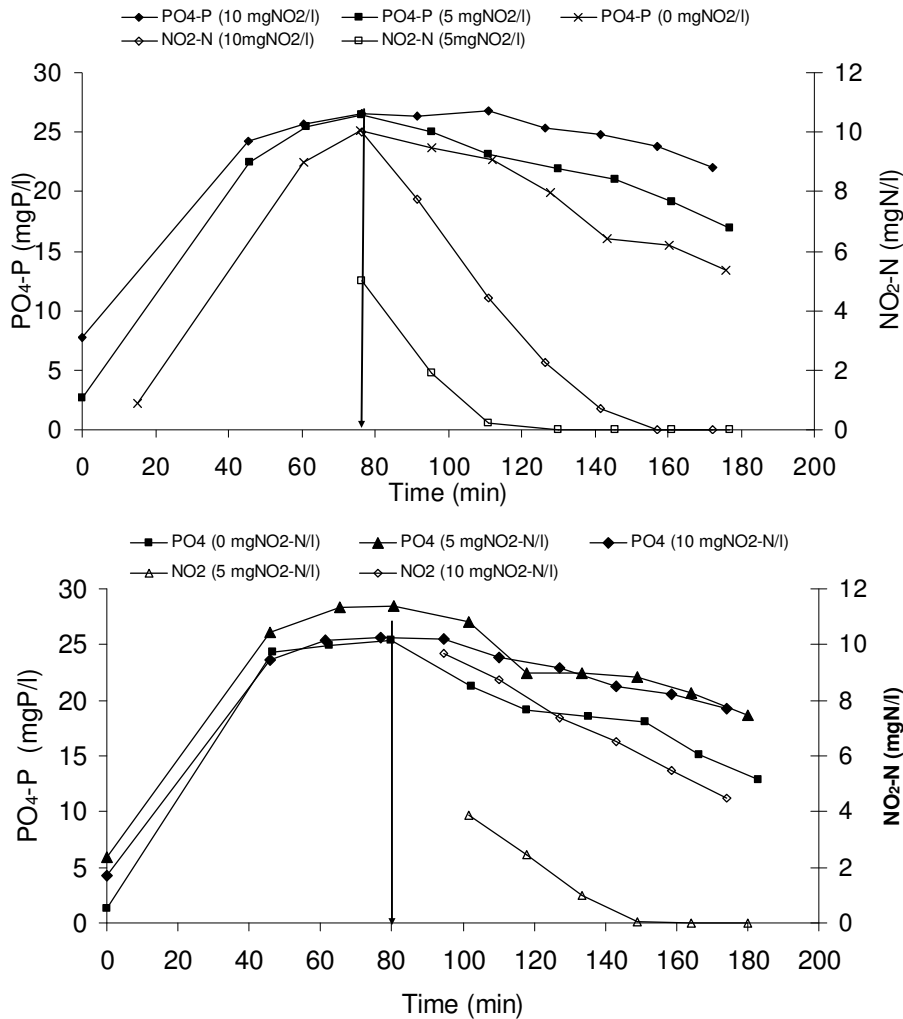 PO4-P (10 mgNO2/l) PO4-P (5 mgNO2/l) PO4-P (0 mgNO2/l)
NO2-N (10mgNO2/l) NO2-N (5mgNO2/l)
30 12
25 10
20 8
15 6
10 4
5 2
0 0
PO4-P (mgP/l)
NO2-N (mgN/l)
0 20 40 60 80 100 120 140 160 180 200
Time (min)
PO4 (0 mgNO2-N/l) PO4 (5 mgNO2-N/l) PO4 (10 mgNO2-N/l)
NO2 (5 mgNO2-N/l) NO2 (10 mgNO2-N/l)
30 12
25 10
20 8
15 6
10 4
5 2
0 0
PO4-P (mgP/l)
NO2-N (mgN/l)
0 20 40 60 80 100 120 140 160 180 200
Time (min)